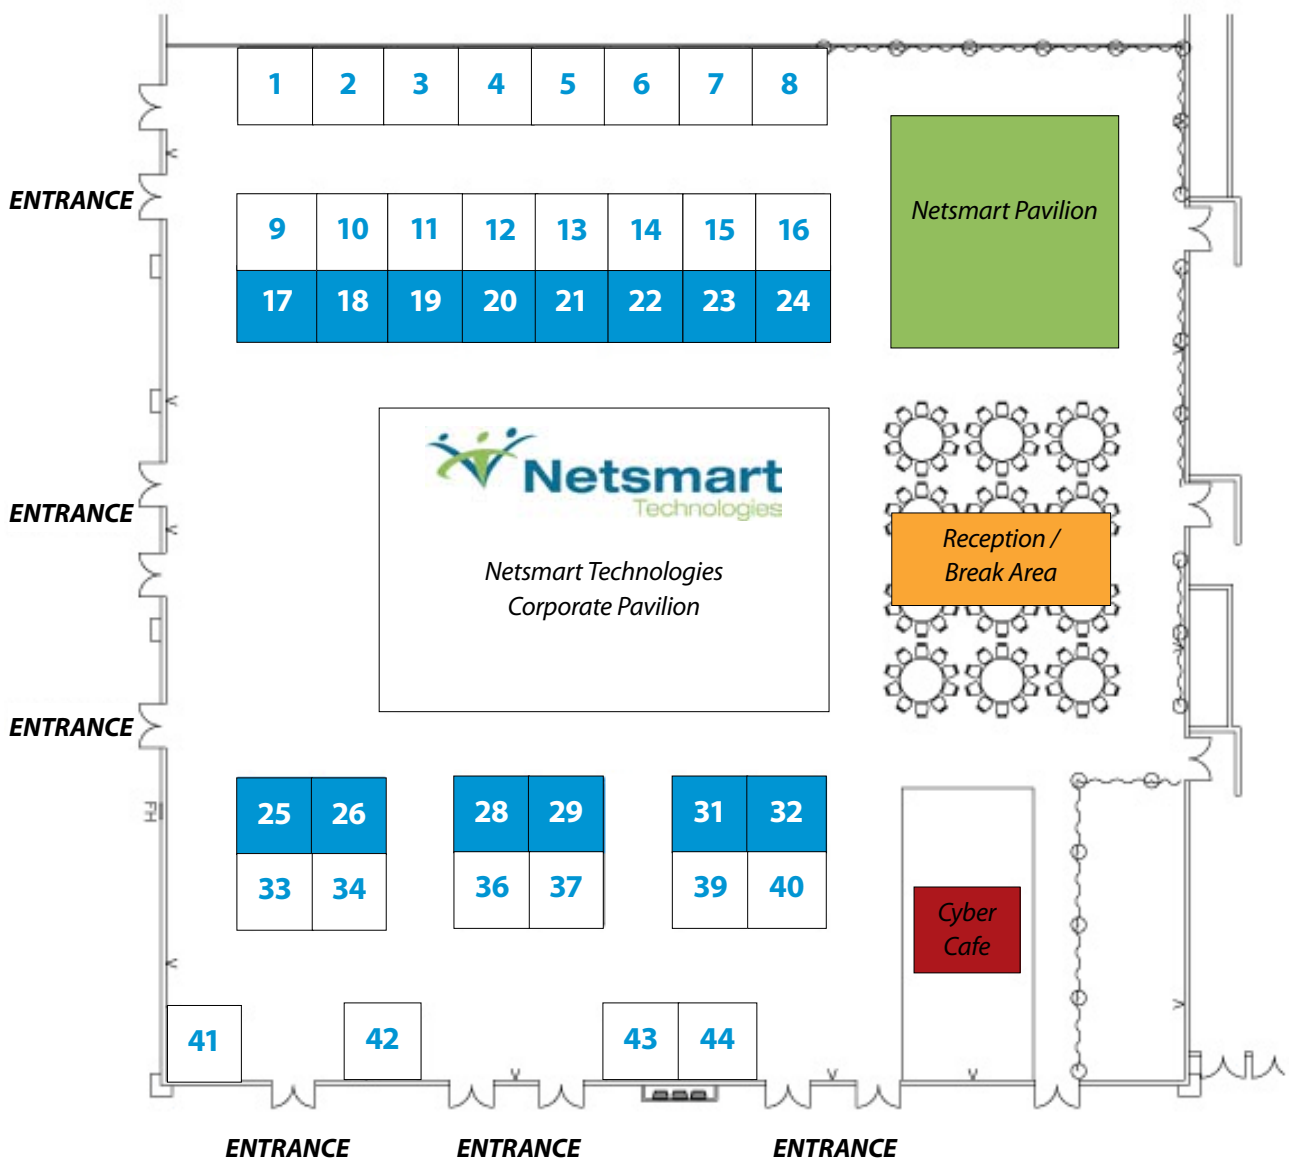 1 2 3 4 5 6 7 8
ENTRANCE
Netsmart Pavilion
9 10 11 12 13 14 15 16
17 18 19 20 21 22 23 24
Netsmart
Technologies
ENTRANCE
Netsmart Technologies
Corporate Pavilion
Reception /
Break Area
ENTRANCE
FH
25 26 28 29 31 32
33 34 36 37 39 40
Cyber
Cafe
41 42 43 44
ENTRANCE ENTRANCE ENTRANCE